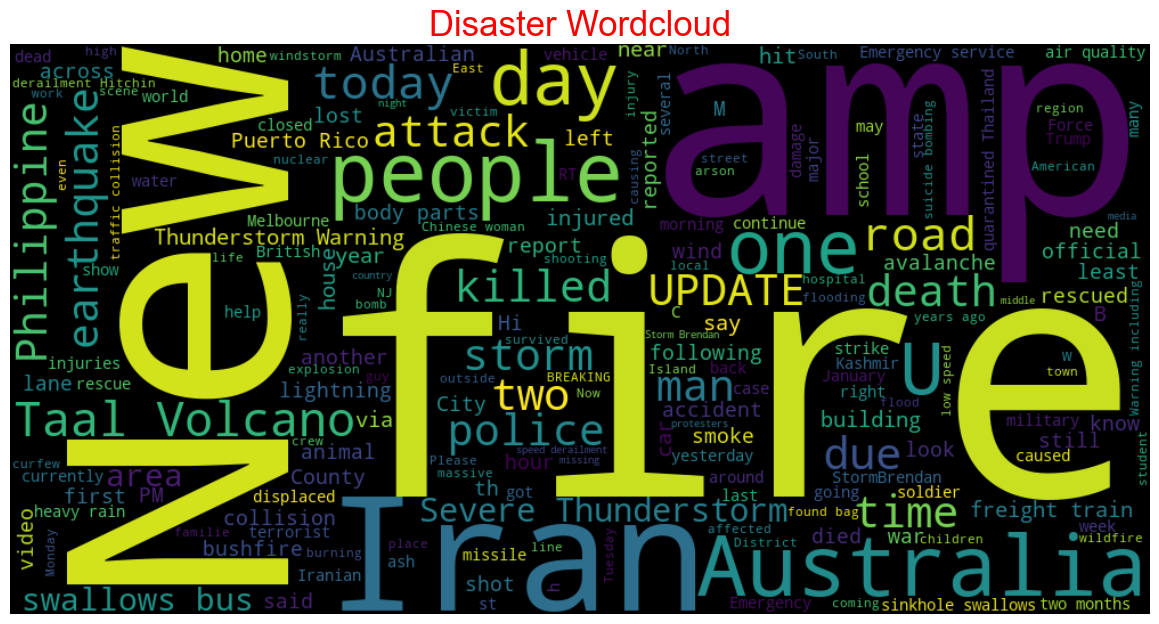 Disaster Wordcloud
dead
high
home
windstorm
Australian
East
day
vehicle
near
North
hit
South
Emergency service
air quality
across
today
derailment Hitchin
work
scene
world
lost
night
victim
closed
attack
left
injury
several
amp
M
may
state
suicide bombing
quarantined Thailand
region
Force
Trump
many
Philippine
earthquake
even
traffic collision
New
Puerto Rico
nuclear
people
RT
causing
reported
street
arson
damage
major
school
American
water
body parts
injured
Melbourne
Chinese woman
morning
continue
need
media
Thunderstorm Warning
report
wind
one
road
official
show
life
British
year
shooting
local
hospital
avalanche
least
country
house
NJ
bomb
killed
UPDATE
flooding
death
middle
rescued
help
really
fire
Hi
survived
c
say
Storm Brendan
years ago
B
Warning including
injuries
another
explosion
storm
following
Island
back
strike
Kashmir
U
low speed
W
town
lane
rescue
lightning
guy
outside
BREAKING
Now
two
man
case
January
right
flood
military
know
Taal Volcano
via
City
accident
building
still
crew
police
protesters
car
smoke
curfew
currently
area
animal
County
Please
massive
speed derailment
missing
hour
yesterday
due
look
caused
student
first
PM
displaced
th
got
around
last
going
StormBrendan
soldier
heavy rain
collision
Severe Thunderstorm
found bag
time
freight train
video
Monday
familie
terrorist
bushfire
burning
Iran
place
line
affected
District
died
war
children
week
wildfire
Iranian
ash
missile
Tuesday
Australia
swallows bus
said
shot
st
h
Emergency
coming
sinkhole swallows
two months